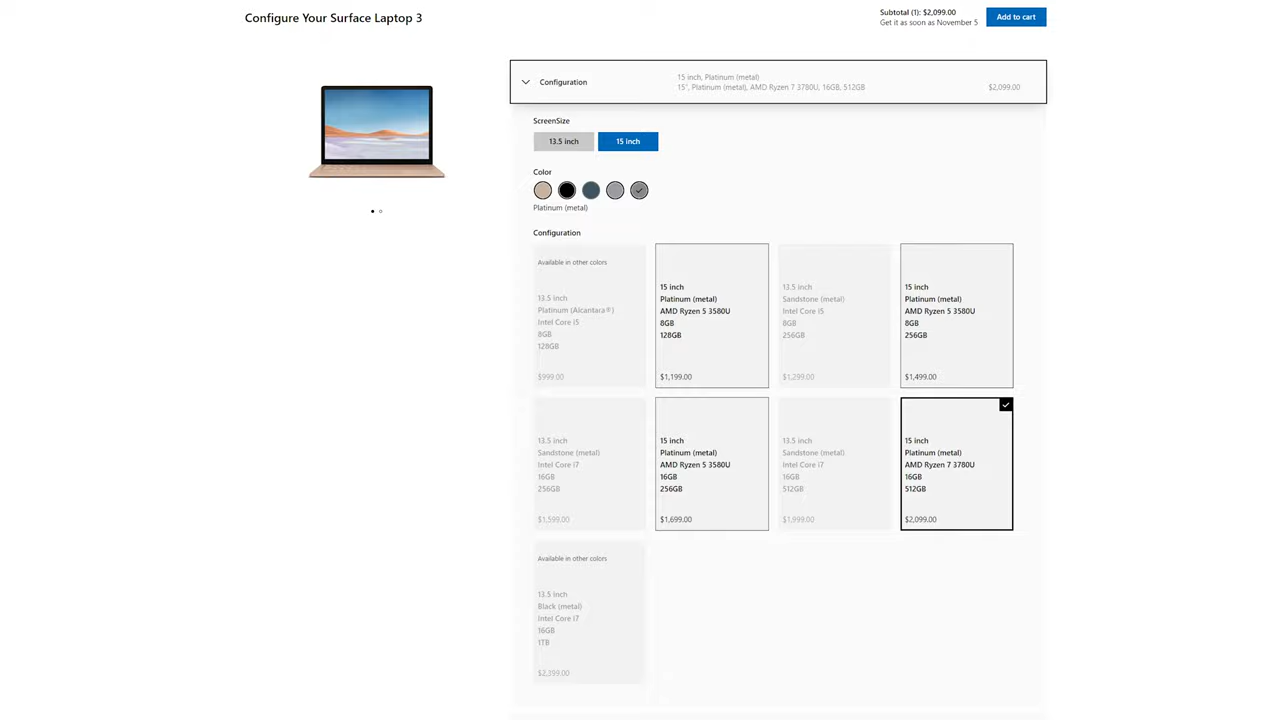 Configure Your Surface Laptop 3
Subtotal (1): $2,099.00
Get it as soon as November 5
Add to cart
Configuration
15 inch, Platinum (metal)
15", Platinum (metal), AMD Ryzen 7 3780U, 16GB, 512GB
$2,099.00
ScreenSize
13.5 inch
15 inch
Color
Platinum (metal)
Configuration
Available in other colors
13.5 inch
Platinum (Alcantara®)
Intel Core i5
8GB
128GB
$999.00
15 inch
Platinum (metal)
AMD Ryzen 5 3580U
8GB
128GB
$1,199.00
13.5 inch
Sandstone (metal)
Intel Core i5
8GB
256GB
$1,299.00
15 inch
Platinum (metal)
AMD Ryzen 5 3580U
8GB
256GB
$1,499.00
13.5 inch
Sandstone (metal)
Intel Core i7
16GB
256GB
$1,599.00
15 inch
Platinum (metal)
AMD Ryzen 5 3580U
16GB
256GB
$1,699.00
13.5 inch
Sandstone (metal)
Intel Core i7
16GB
512GB
$1,999.00
15 inch
Platinum (metal)
AMD Ryzen 7 3780U
16GB
512GB
$2,099.00
Available in other colors
13.5 inch
Black (metal)
Intel Core i7
16GB
1TB
$2,399.00